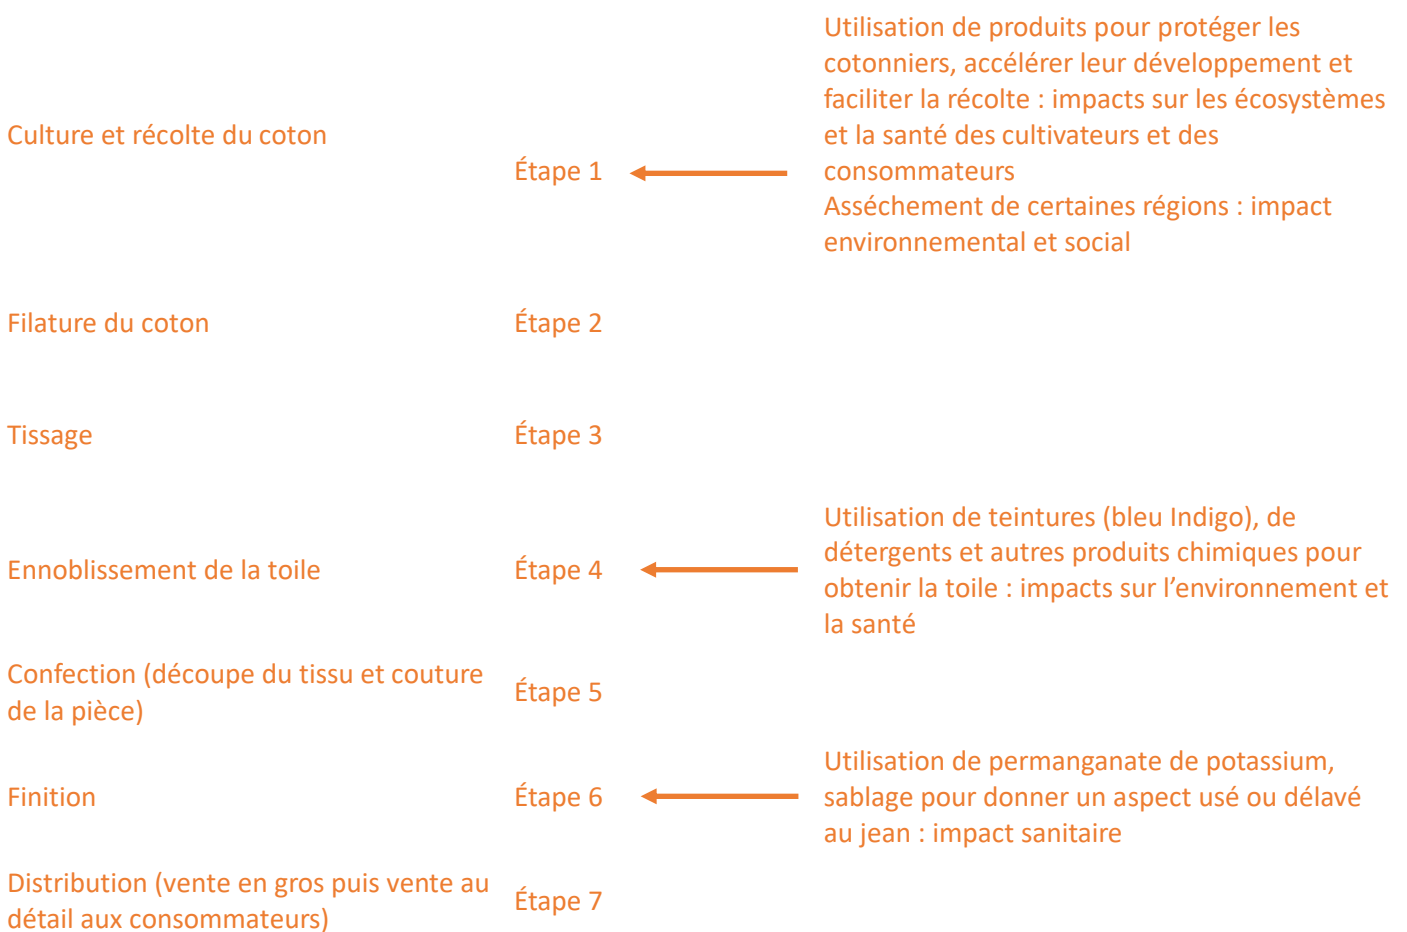 Culture et récolte du coton
Étape 1
Utilisation de produits pour protéger les
cotonniers, accélérer leur développement et
faciliter la récolte : impacts sur les écosystèmes
et la santé des cultivateurs et des
consommateurs
Asséchement de certaines régions : impact
environnemental et social
Filature du coton
Étape 2
Tissage
Étape 3
Ennoblissement de la toile
Étape 4
Utilisation de teintures (bleu Indigo), de
détergents et autres produits chimiques pour
obtenir la toile : impacts sur l’environnement et
la santé
Confection (découpe du tissu et couture
de la pièce)
Étape 5
Finition
Étape 6
Utilisation de permanganate de potassium,
sablage pour donner un aspect usé ou délavé
au jean : impact sanitaire
Distribution (vente en gros puis vente au
détail aux consommateurs)
Étape 7